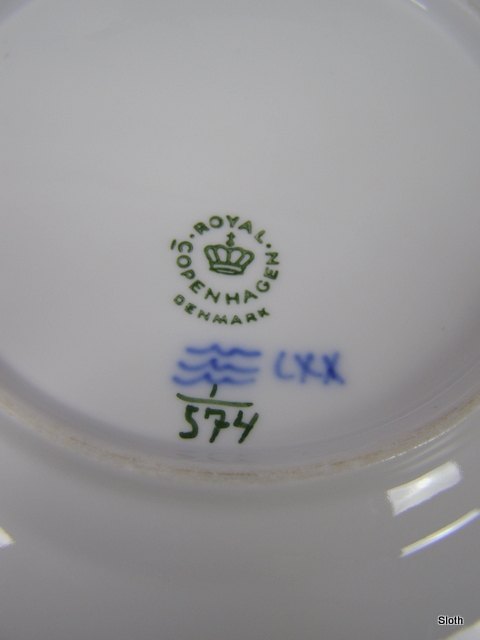 ROYAL
COPENHAGEN
DENMARK
LXX
1
574
Sloth